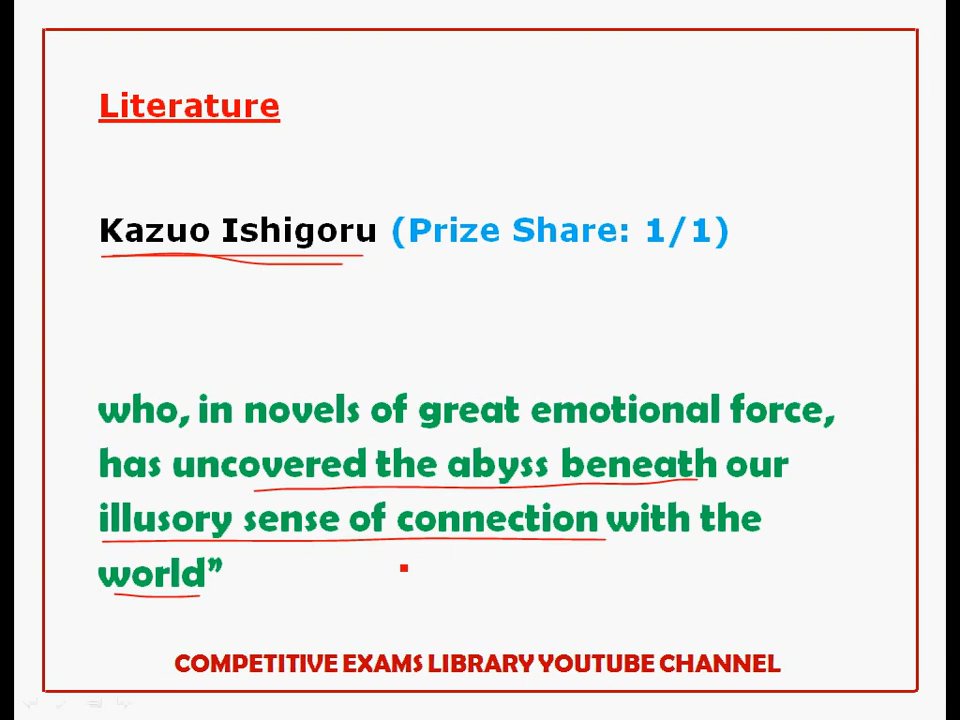 Literature
Kazuo Ishigoru (Prize Share: 1/1)
who, in novels of great emotional force,
has uncovered the abyss beneath our
illusory sense of connection with the
world”
COMPETITIVE EXAMS LIBRARY YOUTUBE CHANNEL